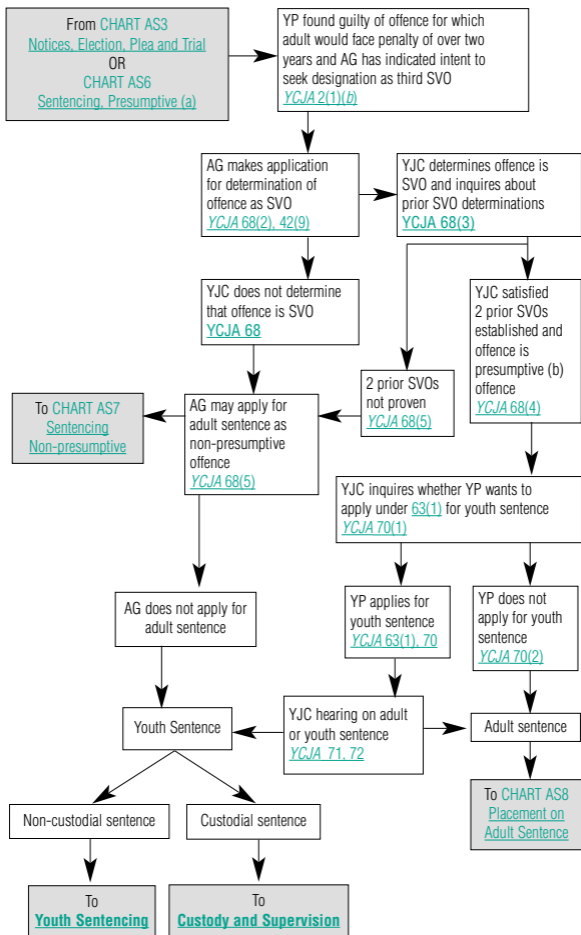 From CHART AS3
Notices, Election, Plea and Trial
OR
CHART AS6
Sentencing, Presumptive (a)
YP found guilty of offence for which
adult would face penalty of over two
years and AG has indicated intent to
seek designation as third SVO
YCJA 2(1)(b)
AG makes application
for determination of
offence as SVO
YCJA 68(2), 42(9)
YJC determines offence is
SVO and inquires about
prior SVO determinations
YCJA 68(3)
YJC does not determine
that offence is SVO
YCJA 68
YJC satisfied
2 prior SVOs
established and
offence is
presumptive (b)
offence
YCJA 68(4)
2 prior SVOs
not proven
YCJA 68(5)
To CHART AS7
Sentencing
Non-presumptive
AG may apply for
adult sentence as
non-presumptive
offence
YCJA 68(5)
YJC inquires whether YP wants to
apply under 63(1) for youth sentence
YCJA 70(1)
AG does not apply for
adult sentence
YP applies for
youth sentence
YCJA 63(1), 70
YP does not
apply for youth
sentence
YCJA 70(2)
Youth Sentence
YJC hearing on adult
or youth sentence
YCJA 71, 72
Adult sentence
To CHART AS8
Placement on
Adult Sentence
Non-custodial sentence
Custodial sentence
To
Youth Sentencing
To
Custody and Supervision